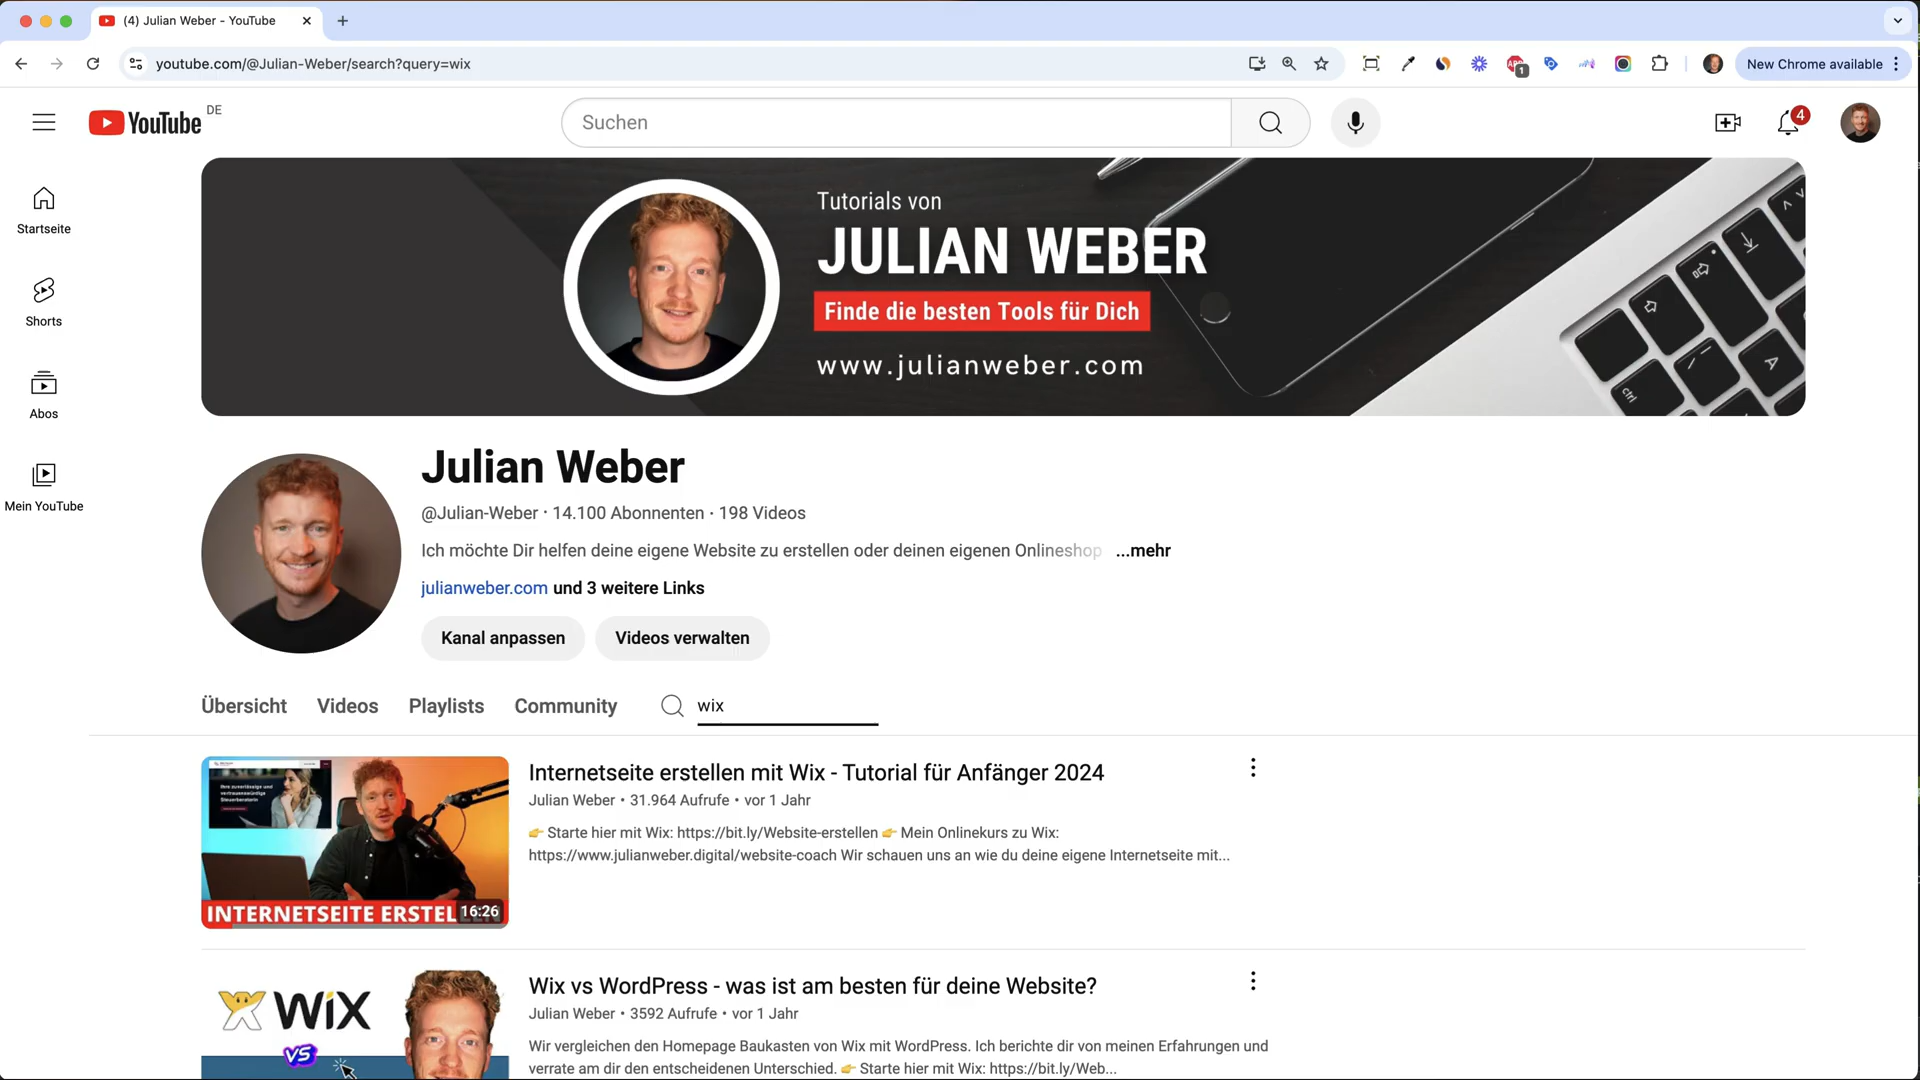 (4) Julian Weber - YouTube
youtube.com/@Julian-Weber/search?query=wix
1
New Chrome available
YouTube DE
Suchen
4
Startseite
Shorts
Abos
Mein YouTube
Tutorials von
JULIAN WEBER
Finde die besten Tools für Dich
www.julianweber.com
Julian Weber
@Julian-Weber · 14.100 Abonnenten · 198 Videos
Ich möchte Dir helfen deine eigene Website zu erstellen oder deinen eigenen Onlineshop ...mehr
julianweber.com und 3 weitere Links
Kanal anpassen Videos verwalten
Übersicht Videos Playlists Community wix
Internetseite erstellen mit Wix - Tutorial für Anfänger 2024
Julian Weber • 31.964 Aufrufe • vor 1 Jahr
👉 Starte hier mit Wix: https://bit.ly/Website-erstellen 👉 Mein Onlinekurs zu Wix:
https://www.julianweber.digital/website-coach Wir schauen uns an wie du deine eigene Internetseite mit...
Ihre zuverlässige und
vertrauenswürdige
Steuerberaterin
INTERNETSEITE ERSTELLEN
16:26
Wix vs WordPress - was ist am besten für deine Website?
Julian Weber • 3592 Aufrufe • vor 1 Jahr
Wir vergleichen den Homepage Baukasten von Wix mit WordPress. Ich berichte dir von meinen Erfahrungen und
verrate am dir den entscheidenen Unterschied. 👉 Starte hier mit Wix: https://bit.ly/Web...
WiX
VS
ctrl
A